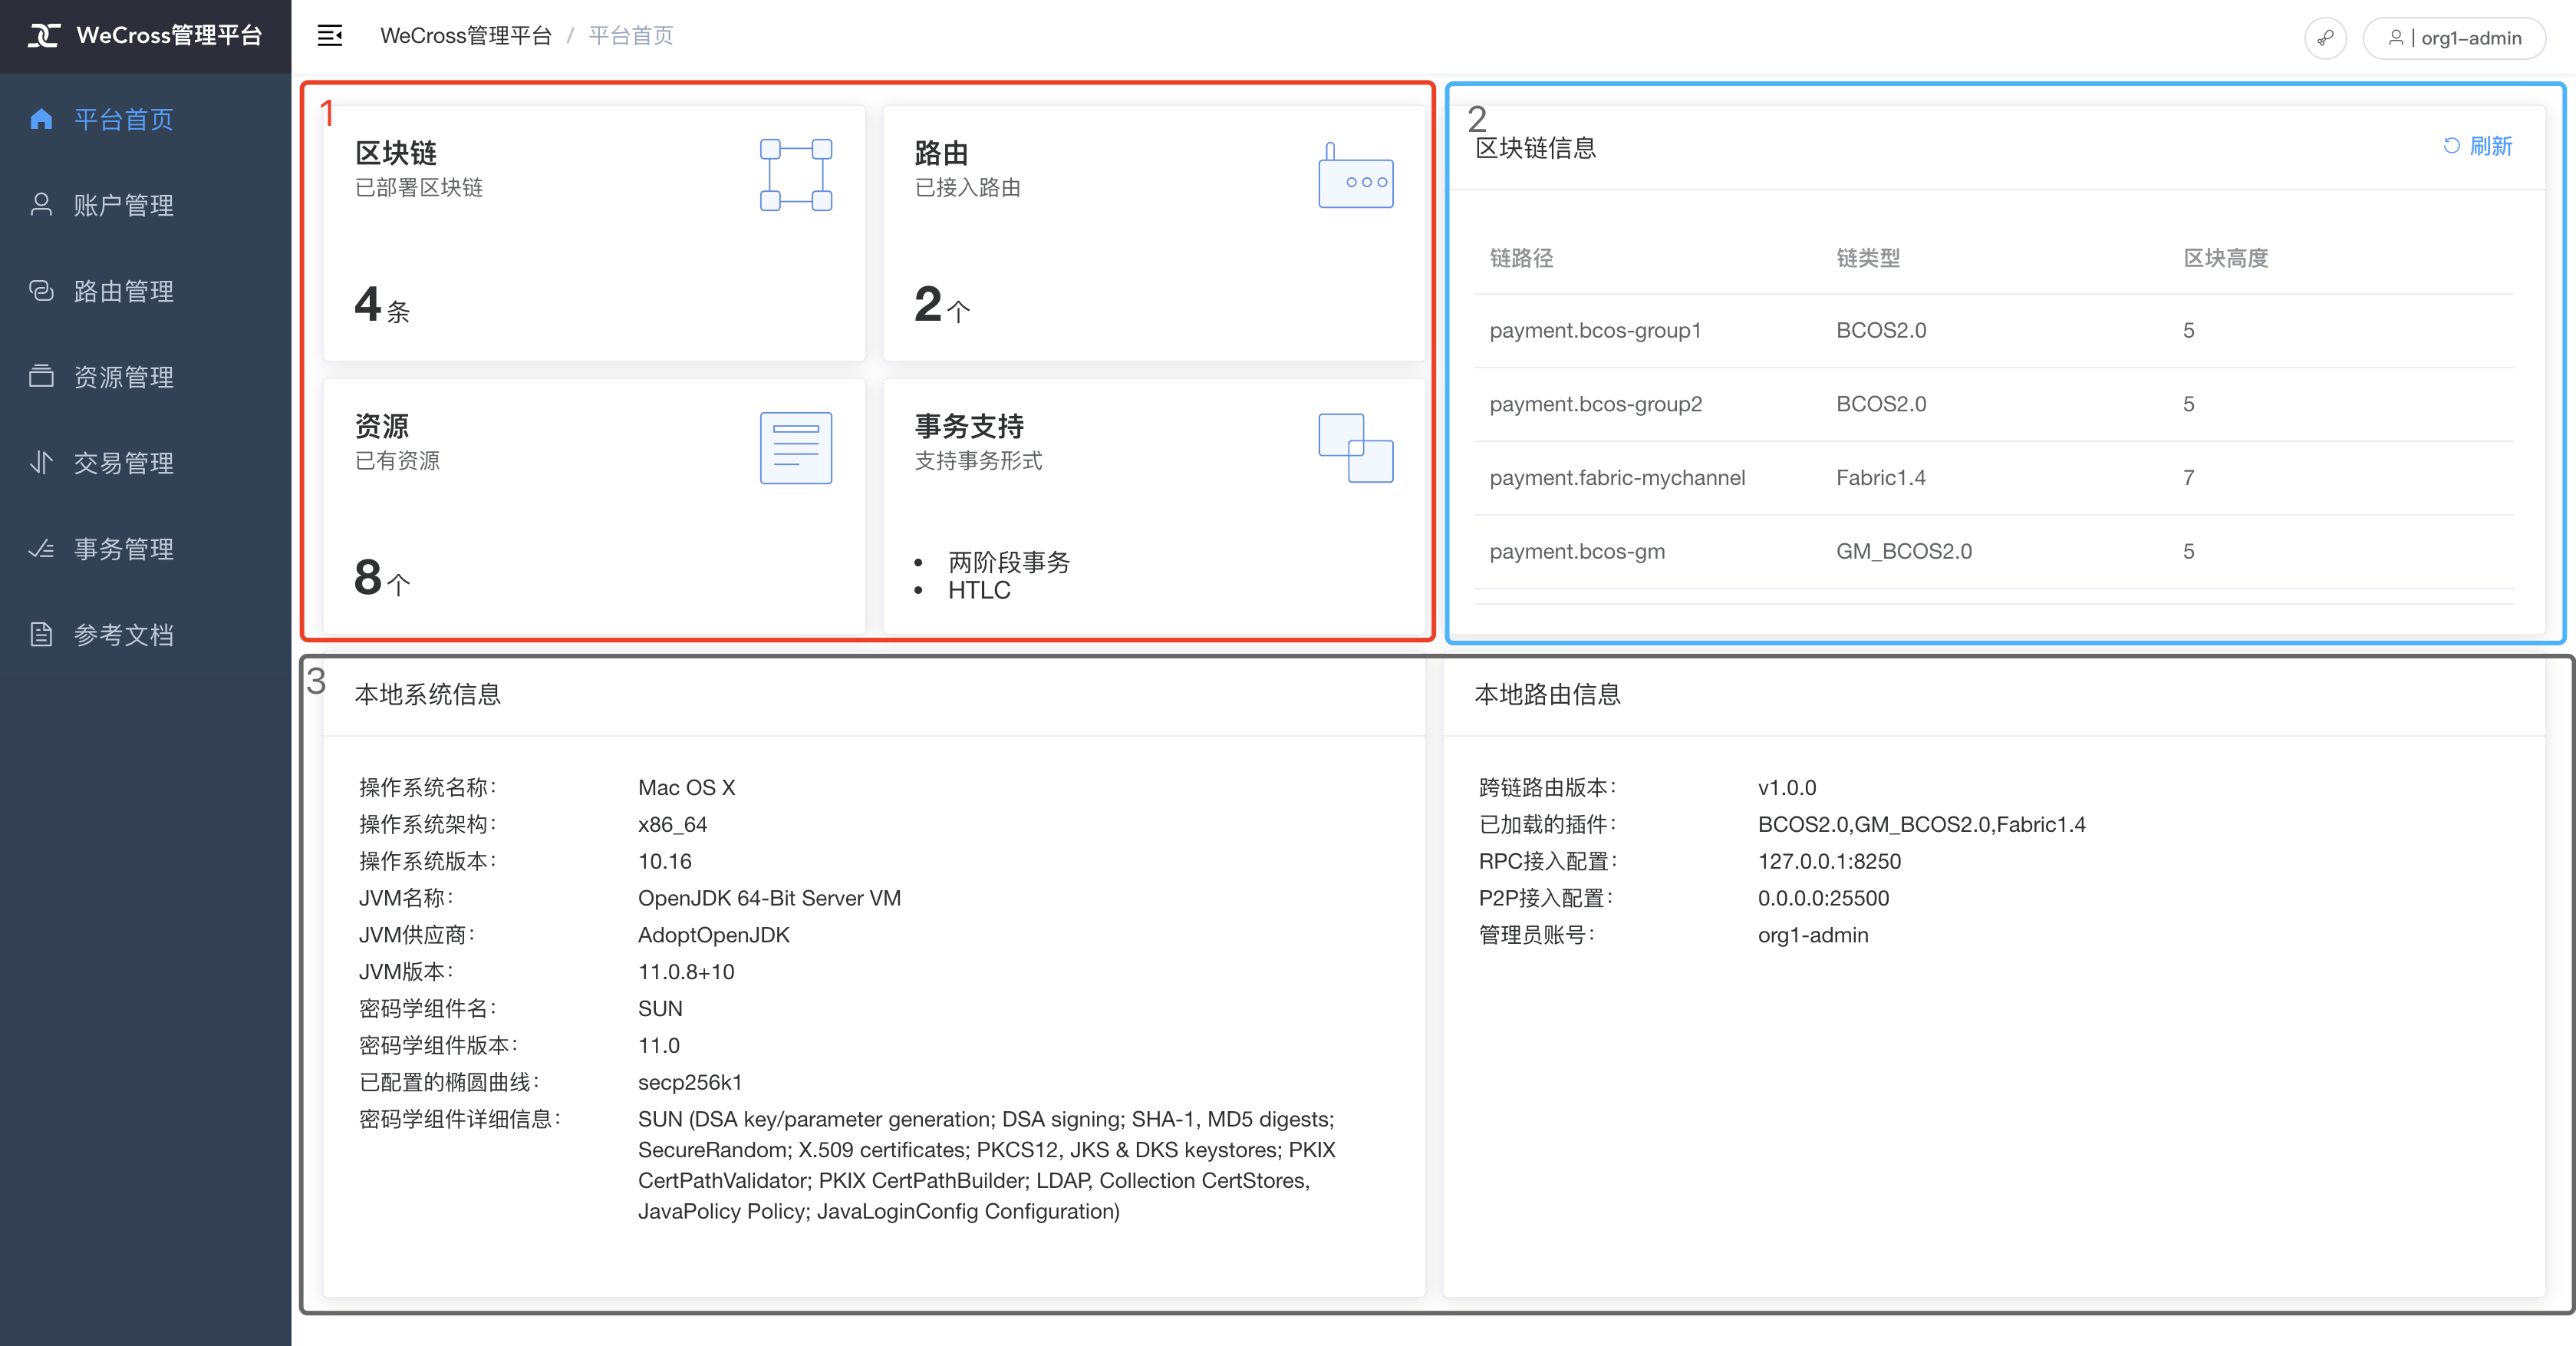 WeCross管理平台
WeCross管理平台 / 平台首页
org1-admin
平台首页
账户管理
路由管理
资源管理
交易管理
事务管理
参考文档
1
区块链
已部署区块链
4 条
路由
已接入路由
2 个
资源
已有资源
8 个
事务支持
支持事务形式
• 两阶段事务
• HTLC
2
区块链信息
刷新
链路径 链类型 区块高度
payment.bcos-group1 BCOS2.0 5
payment.bcos-group2 BCOS2.0 5
payment.fabric-mychannel Fabric1.4 7
payment.bcos-gm GM_BCOS2.0 5
3
本地系统信息
操作系统名称： Mac OS X
操作系统架构： x86_64
操作系统版本： 10.16
JVM名称： OpenJDK 64-Bit Server VM
JVM供应商： AdoptOpenJDK
JVM版本： 11.0.8+10
密码学组件名： SUN
密码学组件版本： 11.0
已配置的椭圆曲线： secp256k1
密码学组件详细信息： SUN (DSA key/parameter generation; DSA signing; SHA-1, MD5 digests;
SecureRandom; X.509 certificates; PKCS12, JKS & DKS keystores; PKIX
CertPathValidator; PKIX CertPathBuilder; LDAP, Collection CertStores,
JavaPolicy Policy; JavaLoginConfig Configuration)
本地路由信息
跨链路由版本： v1.0.0
已加载的插件： BCOS2.0,GM_BCOS2.0,Fabric1.4
RPC接入配置： 127.0.0.1:8250
P2P接入配置： 0.0.0.0:25500
管理员账号： org1-admin